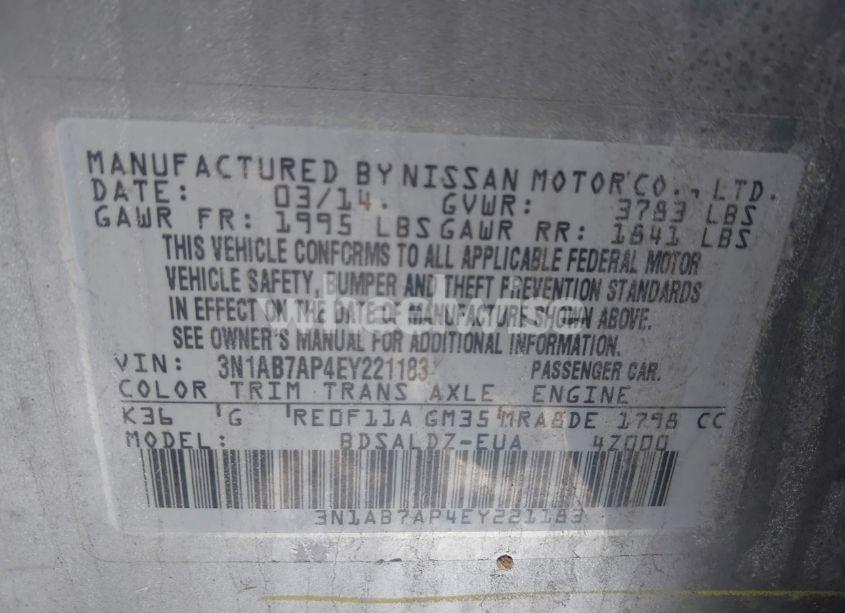 MANUFACTURED BY NISSAN MOTOR CO., LTD.
DATE: 03/14. GVWR: 3783 LBS
GAWR FR: 1995 LBS GAWR RR: 1841 LBS
THIS VEHICLE CONFORMS TO ALL APPLICABLE FEDERAL MOTOR
VEHICLE SAFETY, BUMPER AND THEFT PREVENTION STANDARDS
IN EFFECT ON THE DATE OF MANUFACTURE SHOWN ABOVE.
SEE OWNER'S MANUAL FOR ADDITIONAL INFORMATION
VIN: 3N1AB7AP4EY221183 PASSENGER CAR.
COLOR TRIM TRANS AXLE ENGINE
K36 G RE0F11A GM35 MRA8DE 1798 CC
MODEL: BDSALDZ-EUA 4Z000
3N1AB7AP4EY221183